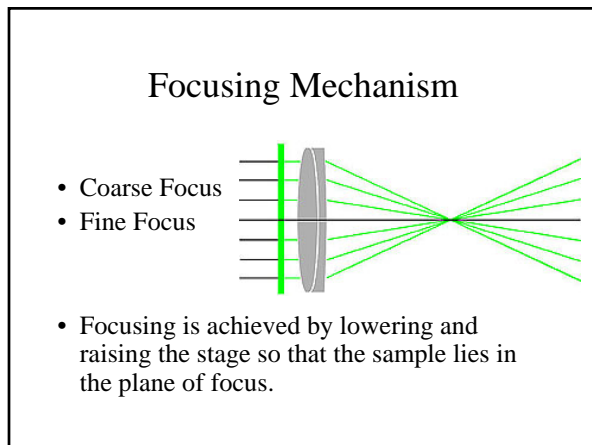 Focusing Mechanism
• Coarse Focus
• Fine Focus
• Focusing is achieved by lowering and
raising the stage so that the sample lies in
the plane of focus.